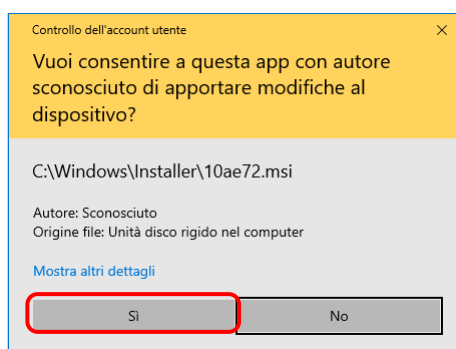 Controllo dell'account utente
Vuoi consentire a questa app con autore
sconosciuto di apportare modifiche al
dispositivo?
C:\Windows\Installer\10ae72.msi
Autore: Sconosciuto
Origine file: Unità disco rigido nel computer
Mostra altri dettagli
Sì
No